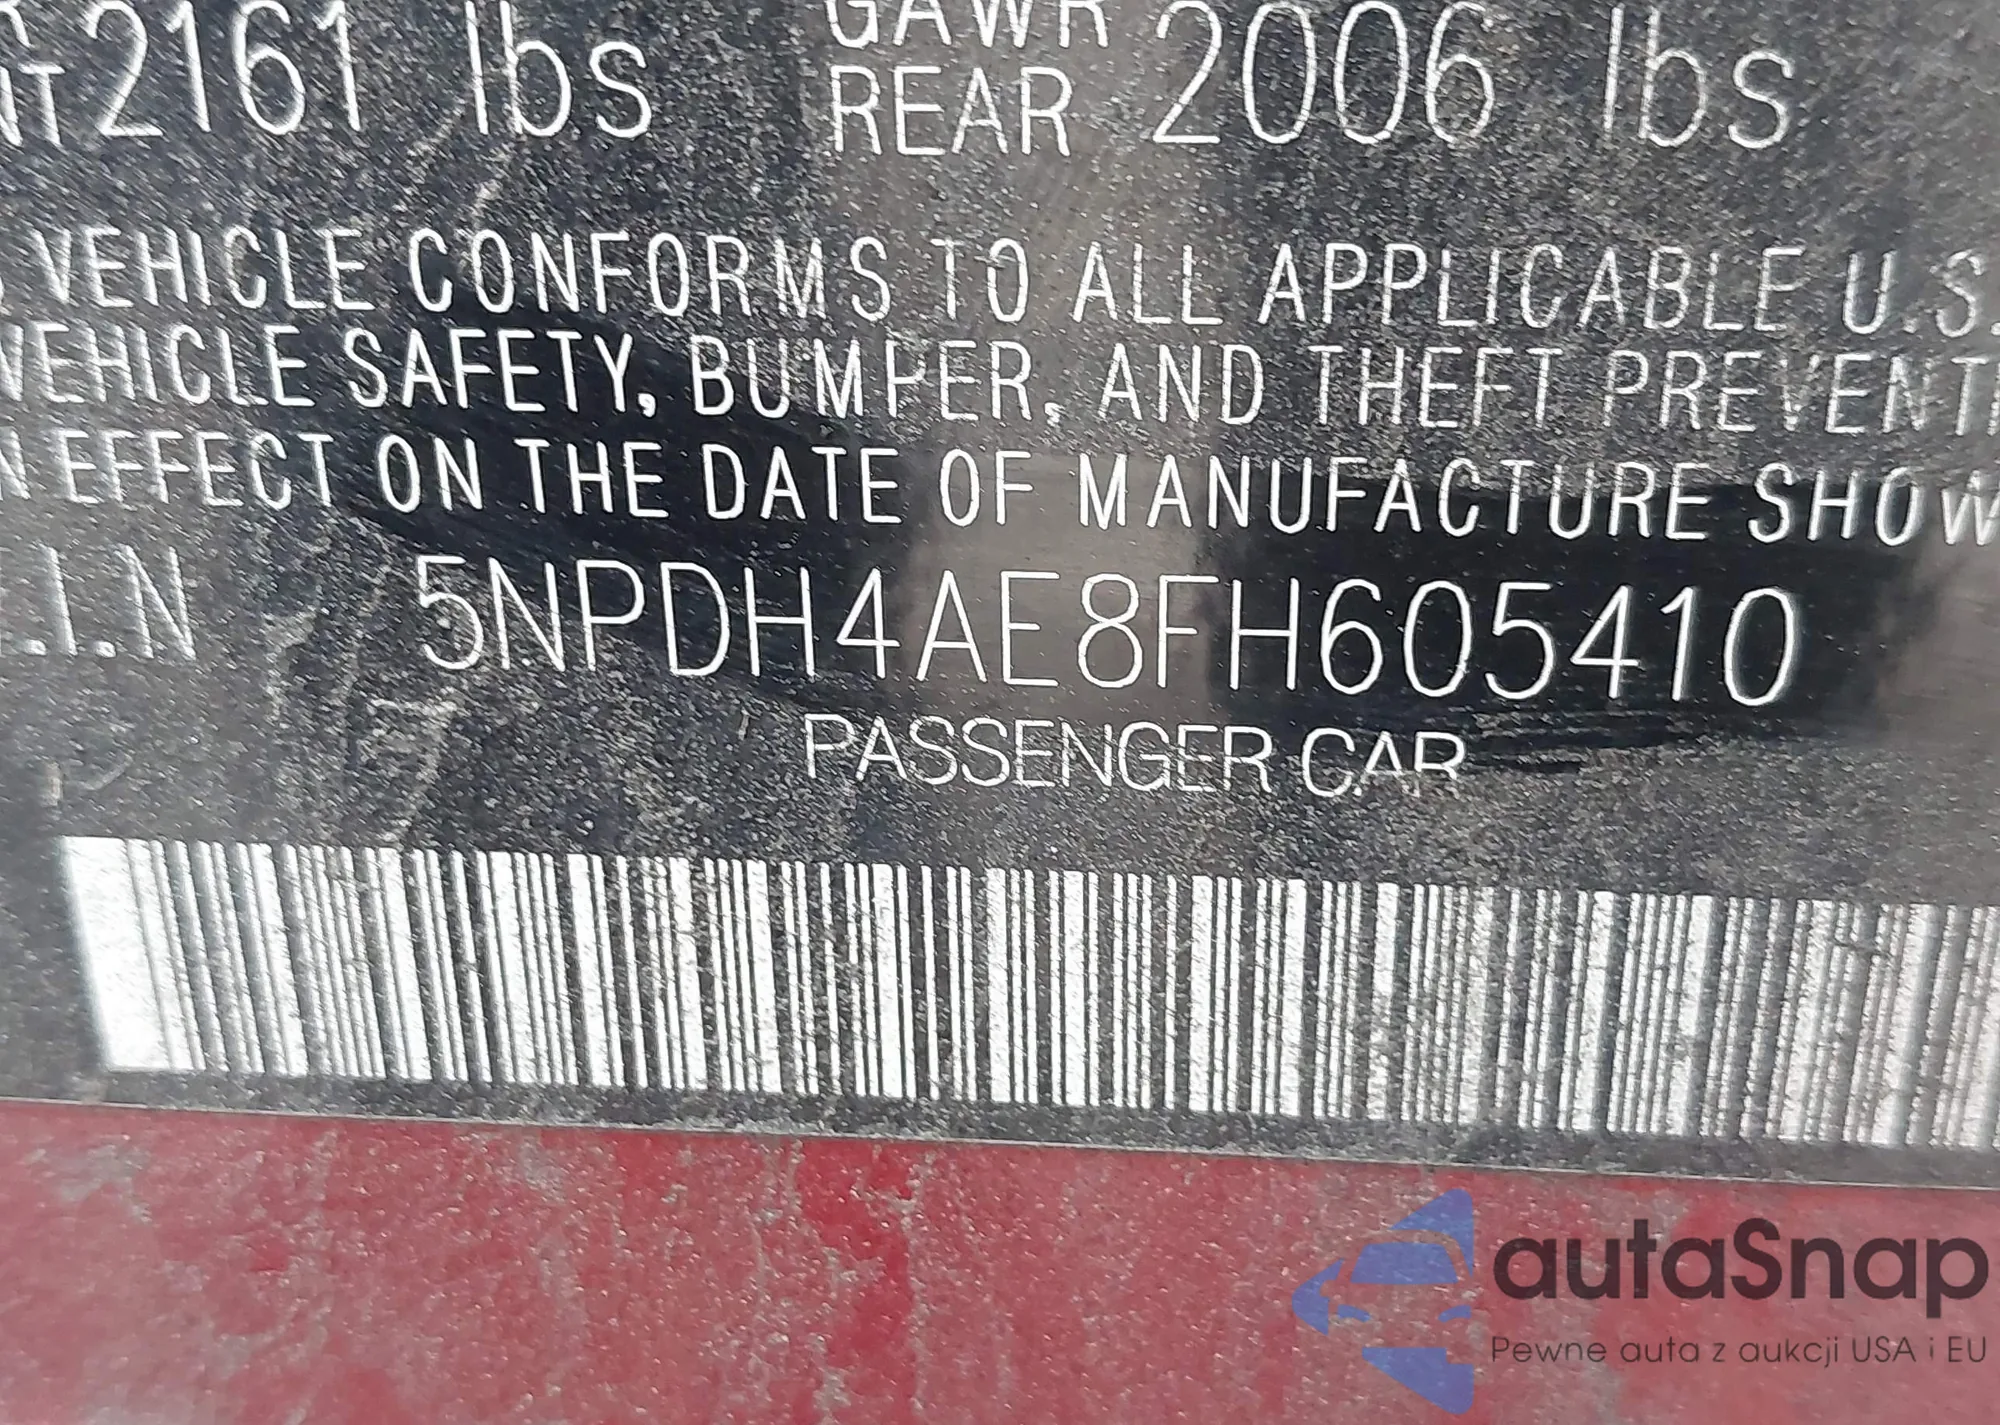 2161 lbs GAWR REAR 2006 lbs
VEHICLE CONFORMS TO ALL APPLICABLE U.S.
VEHICLE SAFETY, BUMPER, AND THEFT PREVENTI
N EFFECT ON THE DATE OF MANUFACTURE SHOW
.I.N 5NPDH4AE8FH605410
PASSENGER CAR
autaSnap
Pewne auta z aukcji USA i EU